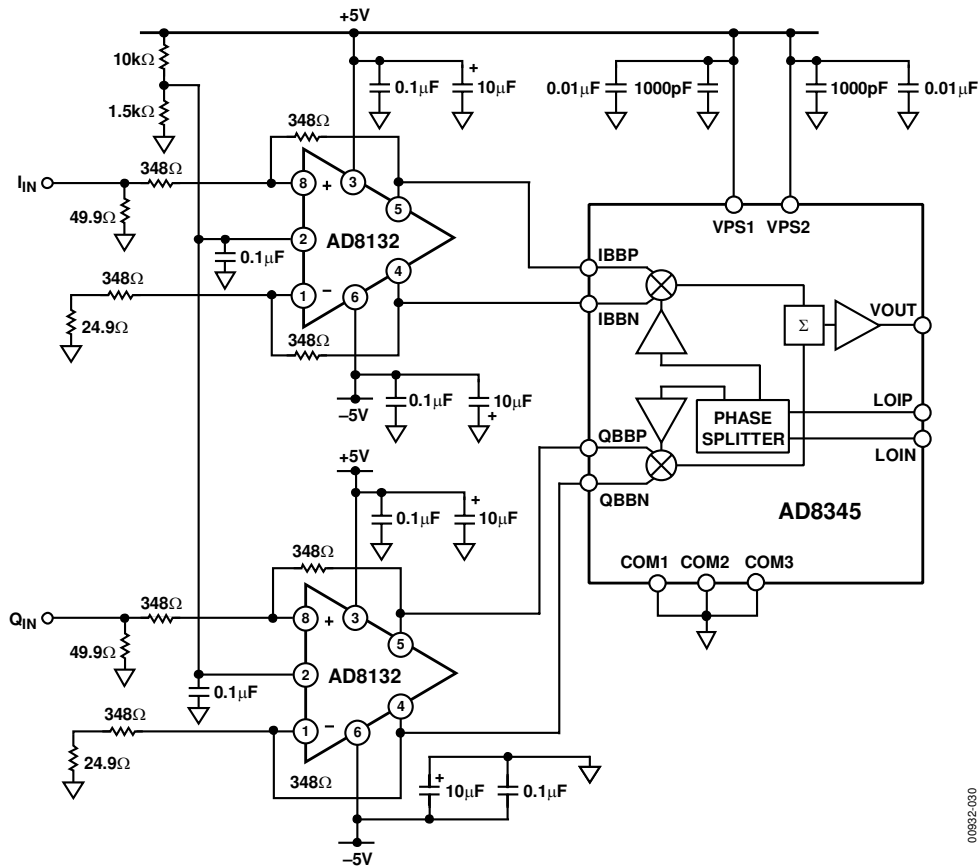 +5V
10kΩ
1.5kΩ
0.1μF
+
10μF
0.01μF
1000pF
1000pF
0.01μF
348Ω
348Ω
IIN
49.9Ω
8
+
3
5
2
AD8132
0.1μF
4
1
–
6
348Ω
24.9Ω
348Ω
0.1μF
10μF
+
–5V
VPS1
VPS2
IBBP
IBBN
Σ
VOUT
PHASE
SPLITTER
LOIP
LOIN
QBBP
QBBN
AD8345
COM1
COM2
COM3
+5V
0.1μF
+
10μF
348Ω
348Ω
QIN
49.9Ω
8
+
3
5
2
AD8132
0.1μF
4
1
–
6
348Ω
24.9Ω
348Ω
+
10μF
0.1μF
–5V
00932-030